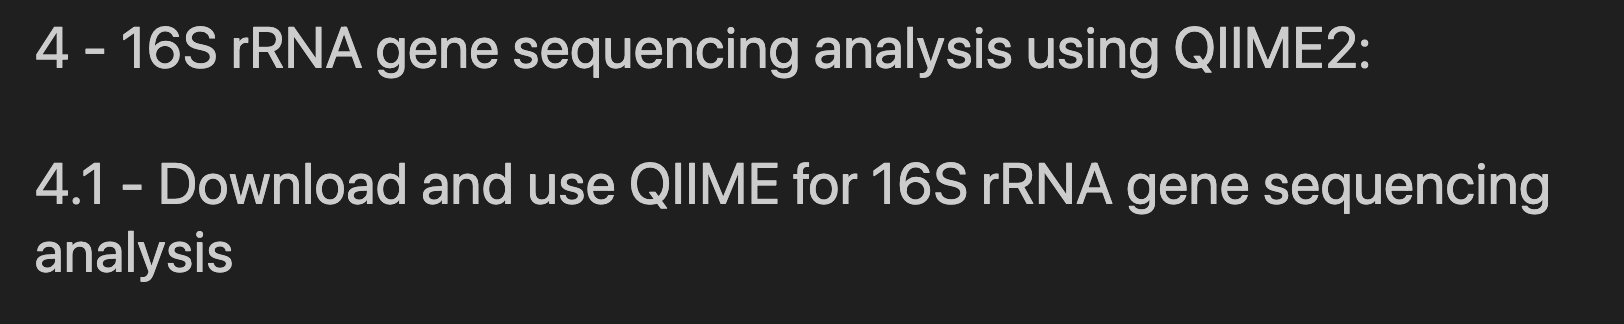 4 - 16S rRNA gene sequencing analysis using QIIME2:
4.1 - Download and use QIIME for 16S rRNA gene sequencing
analysis